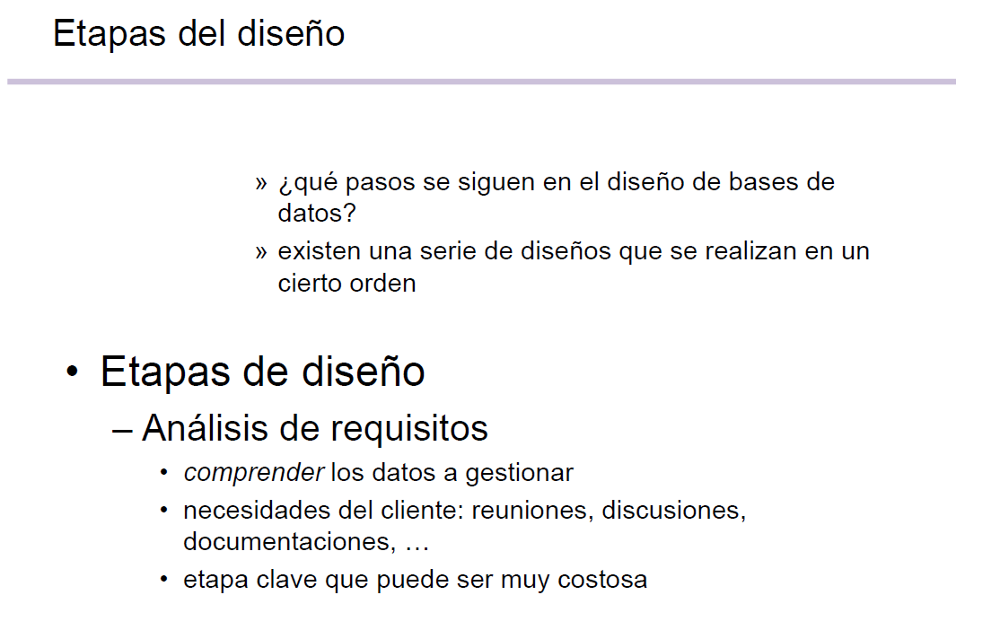 Etapas del diseño
» ¿qué pasos se siguen en el diseño de bases de
datos?
» existen una serie de diseños que se realizan en un
cierto orden
• Etapas de diseño
– Análisis de requisitos
• comprender los datos a gestionar
• necesidades del cliente: reuniones, discusiones,
documentaciones, …
• etapa clave que puede ser muy costosa